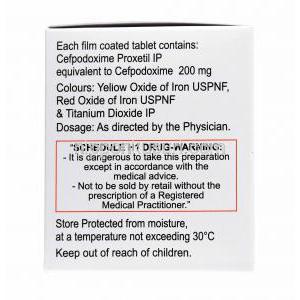 Each film coated tablet contains:
Cefpodoxime Proxetil IP
equivalent to Cefpodoxime 200 mg
Colours: Yellow Oxide of Iron USPNF,
Red Oxide of Iron USPNF
& Titanium Dioxide IP
Dosage: As directed by the Physician.
"SCHEDULE H1 DRUG-WARNING:
- It is dangerous to take this preparation
except in accordance with the
medical advice.
- Not to be sold by retail without the
prescription of a Registered
Medical Practitioner."
Store Protected from moisture,
at a temperature not exceeding 30°C
Keep out of reach of children.